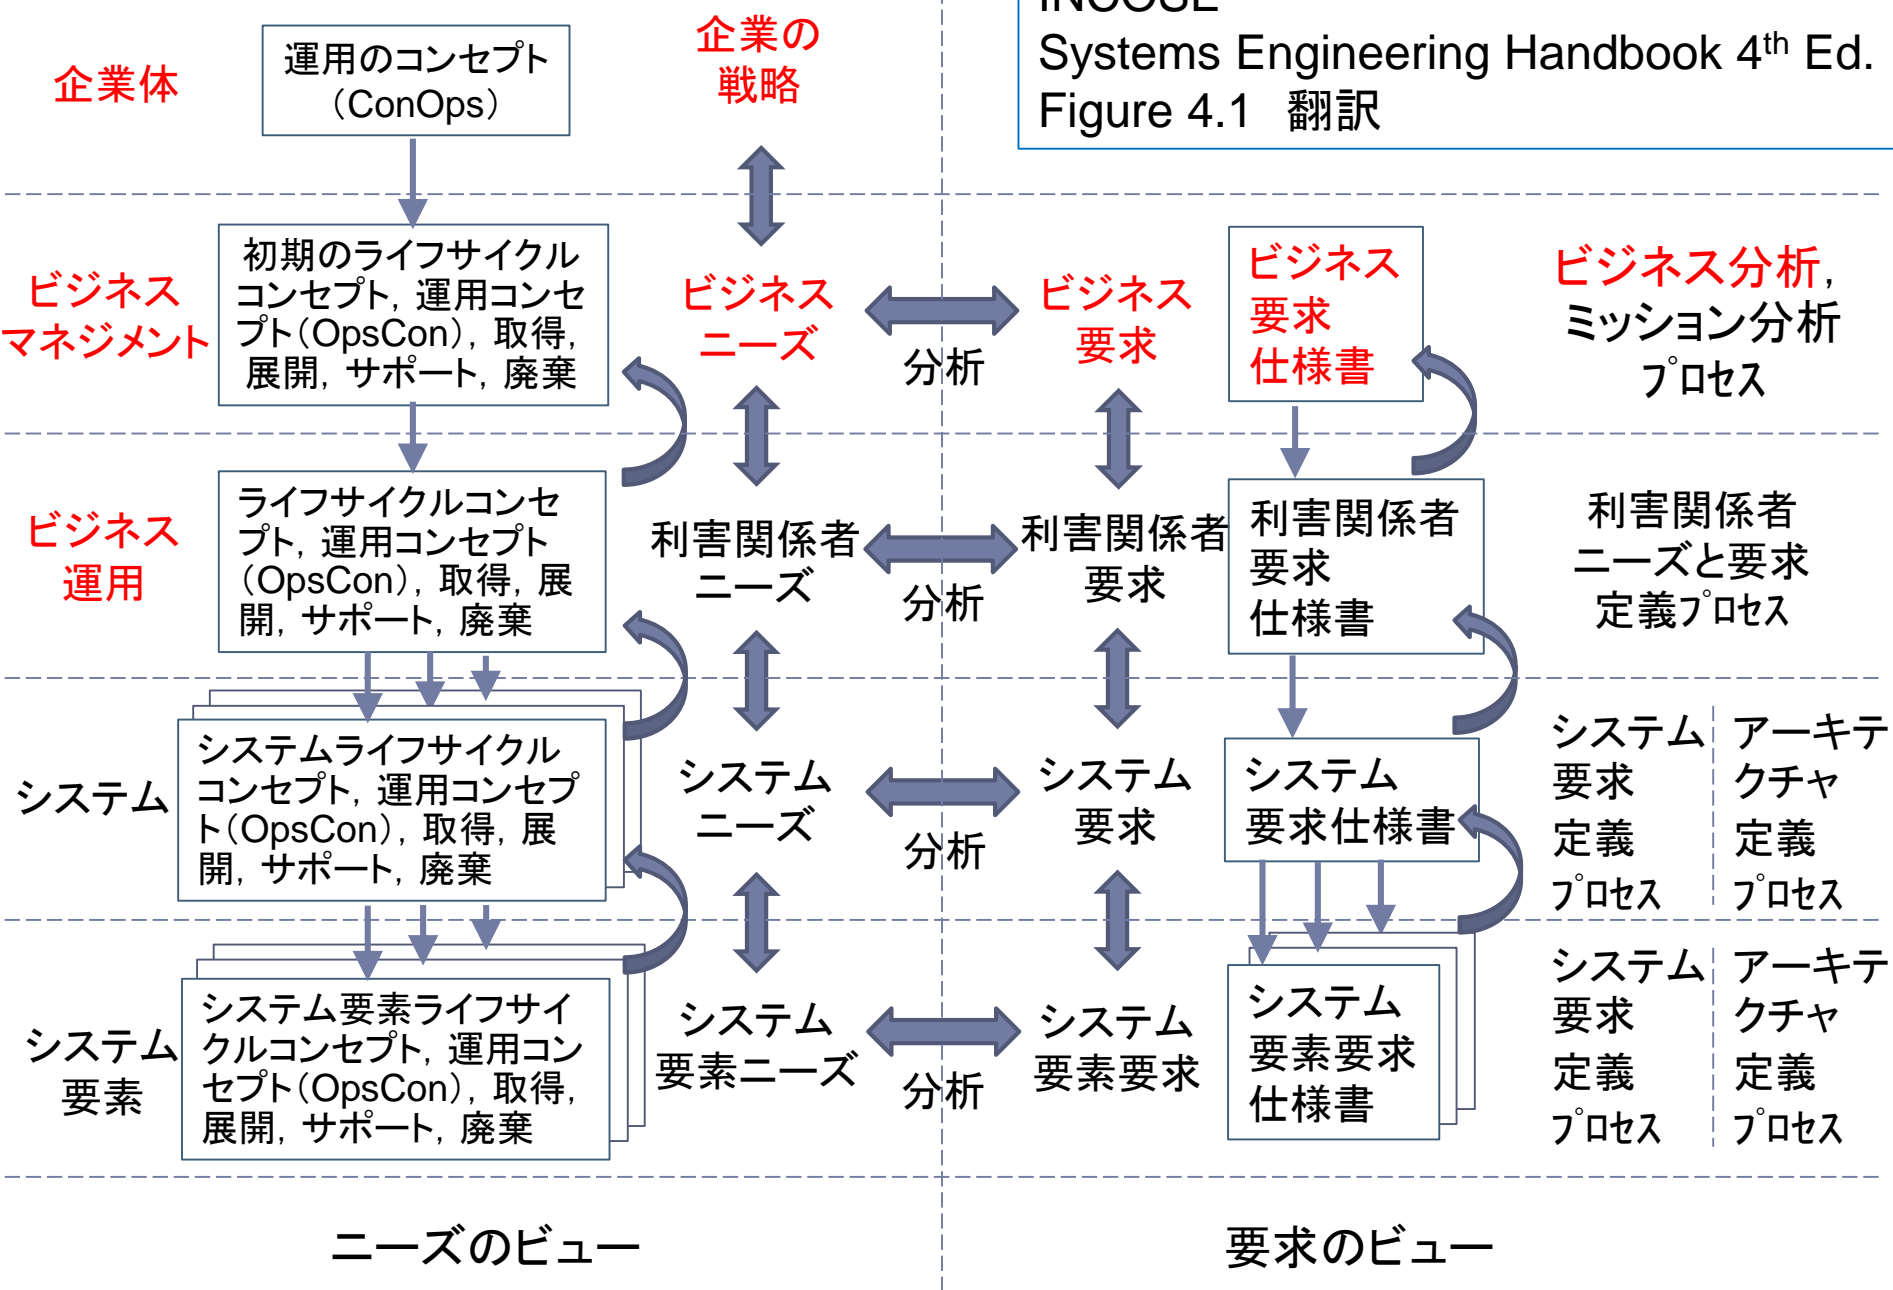 INCOSE
Systems Engineering Handbook 4th Ed.
Figure 4.1　翻訳
企業体
運用のコンセプト
（ConOps）
企業の
戦略
ビジネス
マネジメント
初期のライフサイクル
コンセプト，運用コンセ
プト（OpsCon），取得，
展開，サポート，廃棄
ビジネス
ニーズ
分析
ビジネス
要求
ビジネス
要求
仕様書
ビジネス分析，
ミッション分析
プロセス
ビジネス
運用
ライフサイクルコンセ
プト，運用コンセプト
（OpsCon），取得，展
開，サポート，廃棄
利害関係者
ニーズ
分析
利害関係者
要求
利害関係者
要求
仕様書
利害関係者
ニーズと要求
定義プロセス
システム
システムライフサイクル
コンセプト，運用コンセプ
ト（OpsCon），取得，展
開，サポート，廃棄
システム
ニーズ
分析
システム
要求
システム
要求仕様書
システム
要求
定義
プロセス
アーキテ
クチャ
定義
プロセス
システム
要素
システム要素ライフサイ
クルコンセプト，運用コン
セプト（OpsCon），取得，
展開，サポート，廃棄
システム
要素ニーズ
分析
システム
要素要求
システム
要素要求
仕様書
システム
要求
定義
プロセス
アーキテ
クチャ
定義
プロセス
ニーズのビュー
要求のビュー